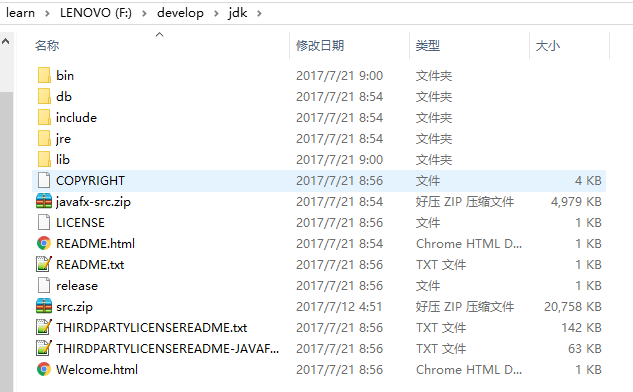 learn > LENOVO (F:) > develop > jdk >
名称 修改日期 类型 大小
bin 2017/7/21 9:00 文件夹
db 2017/7/21 8:54 文件夹
include 2017/7/21 8:54 文件夹
jre 2017/7/21 8:54 文件夹
lib 2017/7/21 9:00 文件夹
COPYRIGHT 2017/7/21 8:56 文件 4 KB
javafx-src.zip 2017/7/21 8:56 好压 ZIP 压缩文件 4,979 KB
LICENSE 2017/7/21 8:56 文件 1 KB
README.html 2017/7/21 8:54 Chrome HTML D... 1 KB
README.txt 2017/7/21 8:56 TXT 文件 1 KB
release 2017/7/21 8:56 文件 1 KB
src.zip 2017/7/12 4:51 好压 ZIP 压缩文件 20,758 KB
THIRDPARTYLICENSEREADME.txt 2017/7/21 8:56 TXT 文件 142 KB
THIRDPARTYLICENSEREADME-JAVAF... 2017/7/21 8:56 TXT 文件 63 KB
Welcome.html 2017/7/21 8:56 Chrome HTML D... 1 KB